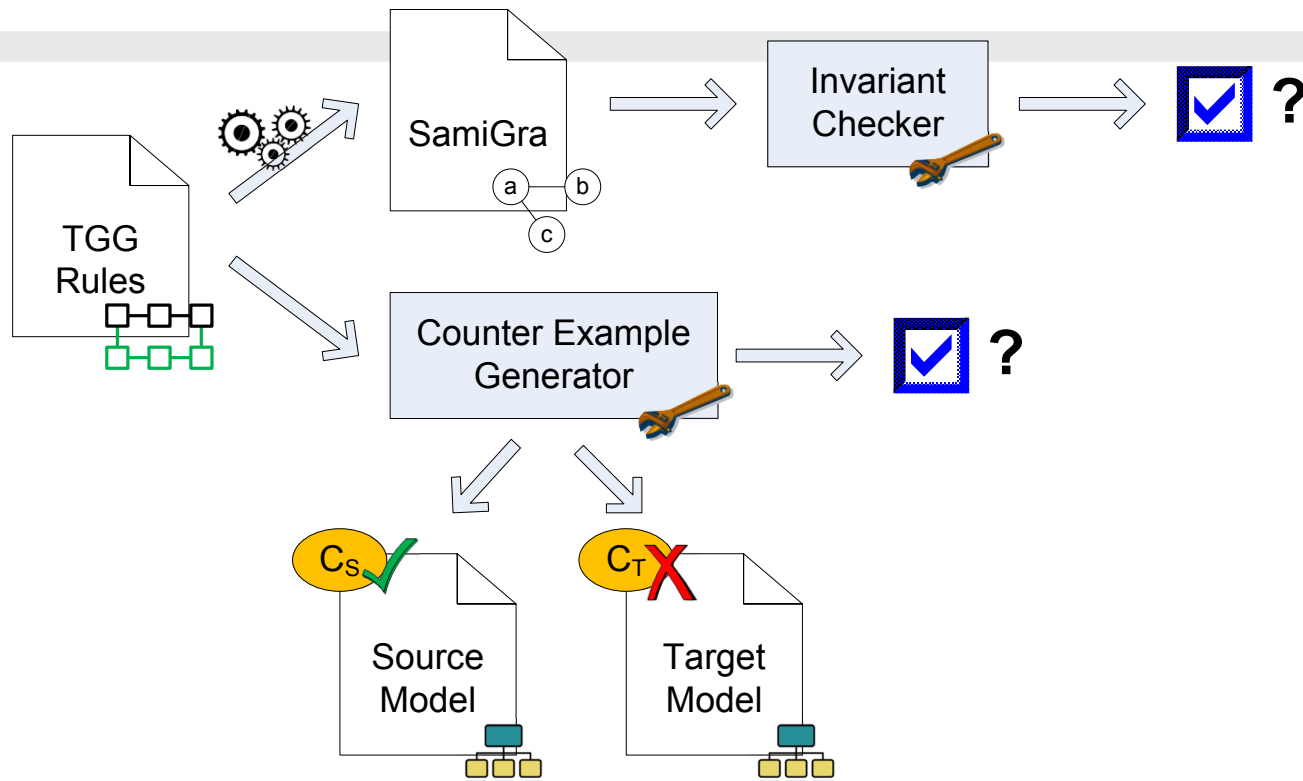 SamiGra
a
b
c
Invariant
Checker
?
TGG
Rules
Counter Example
Generator
?
CS
Source
Model
CT
Target
Model